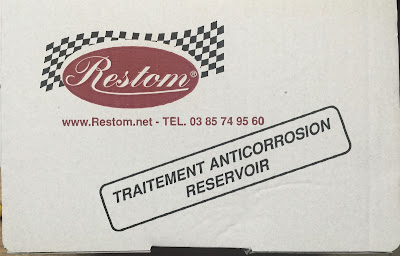 Restom®
www.Restom.net - TEL. 03 85 74 95 60
TRAITEMENT ANTICORROSION
RESERVOIR